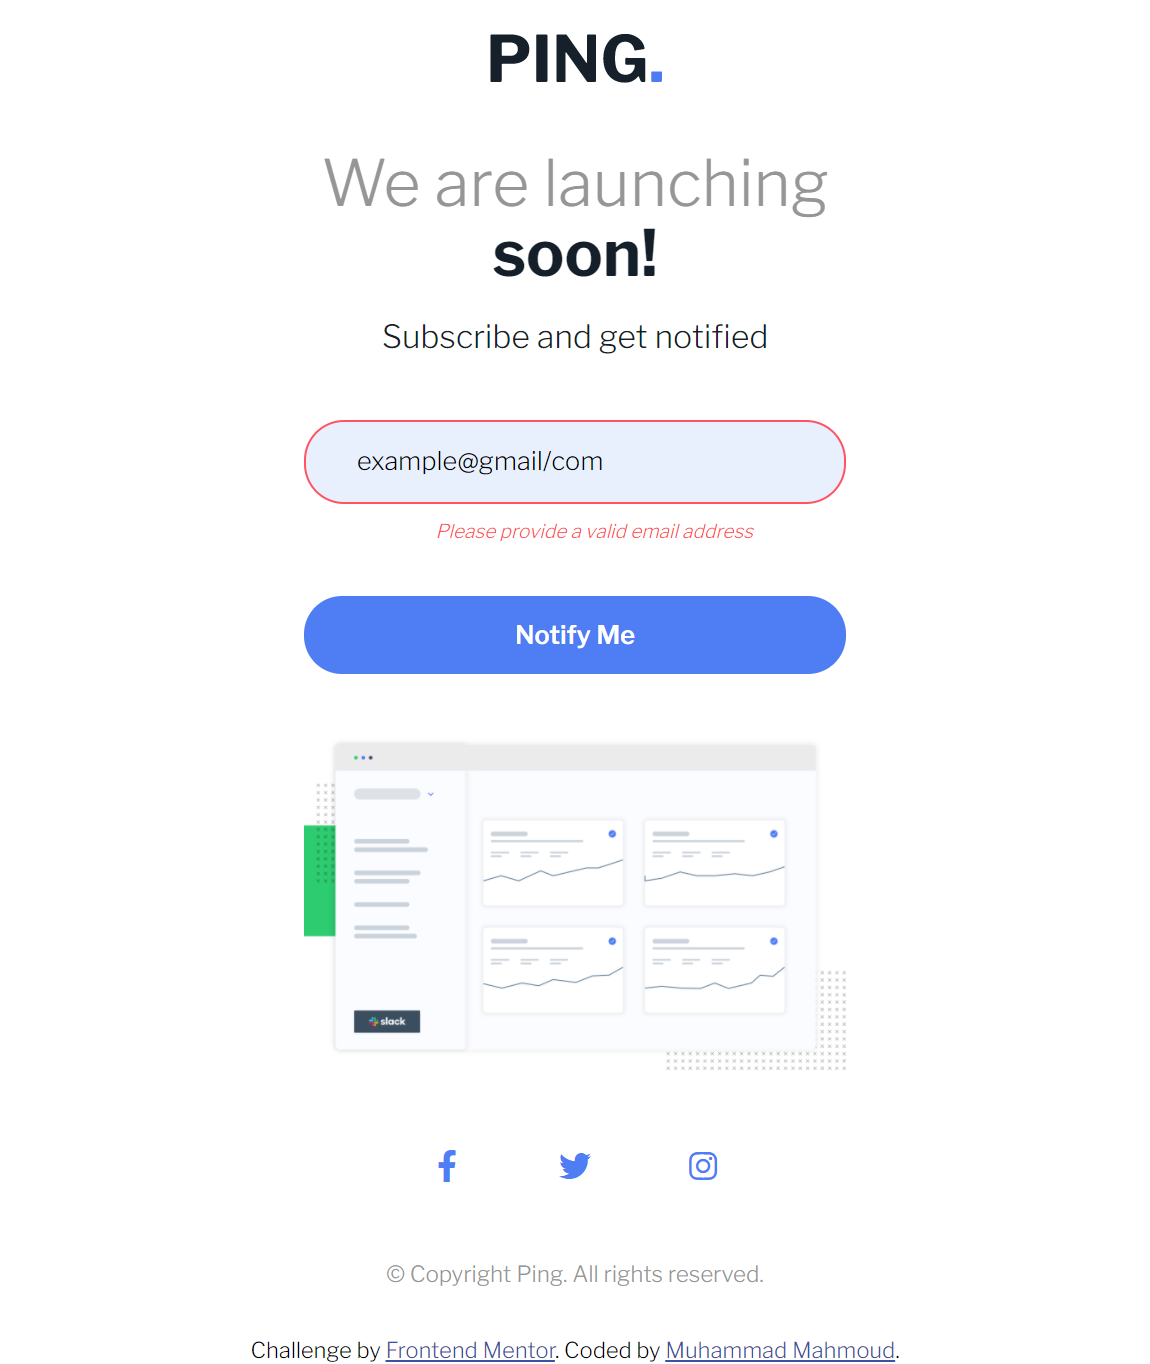 PING.
We are launching
soon!
Subscribe and get notified
example@gmail/com
Please provide a valid email address
Notify Me
slack
© Copyright Ping. All rights reserved.
Challenge by Frontend Mentor. Coded by Muhammad Mahmoud.